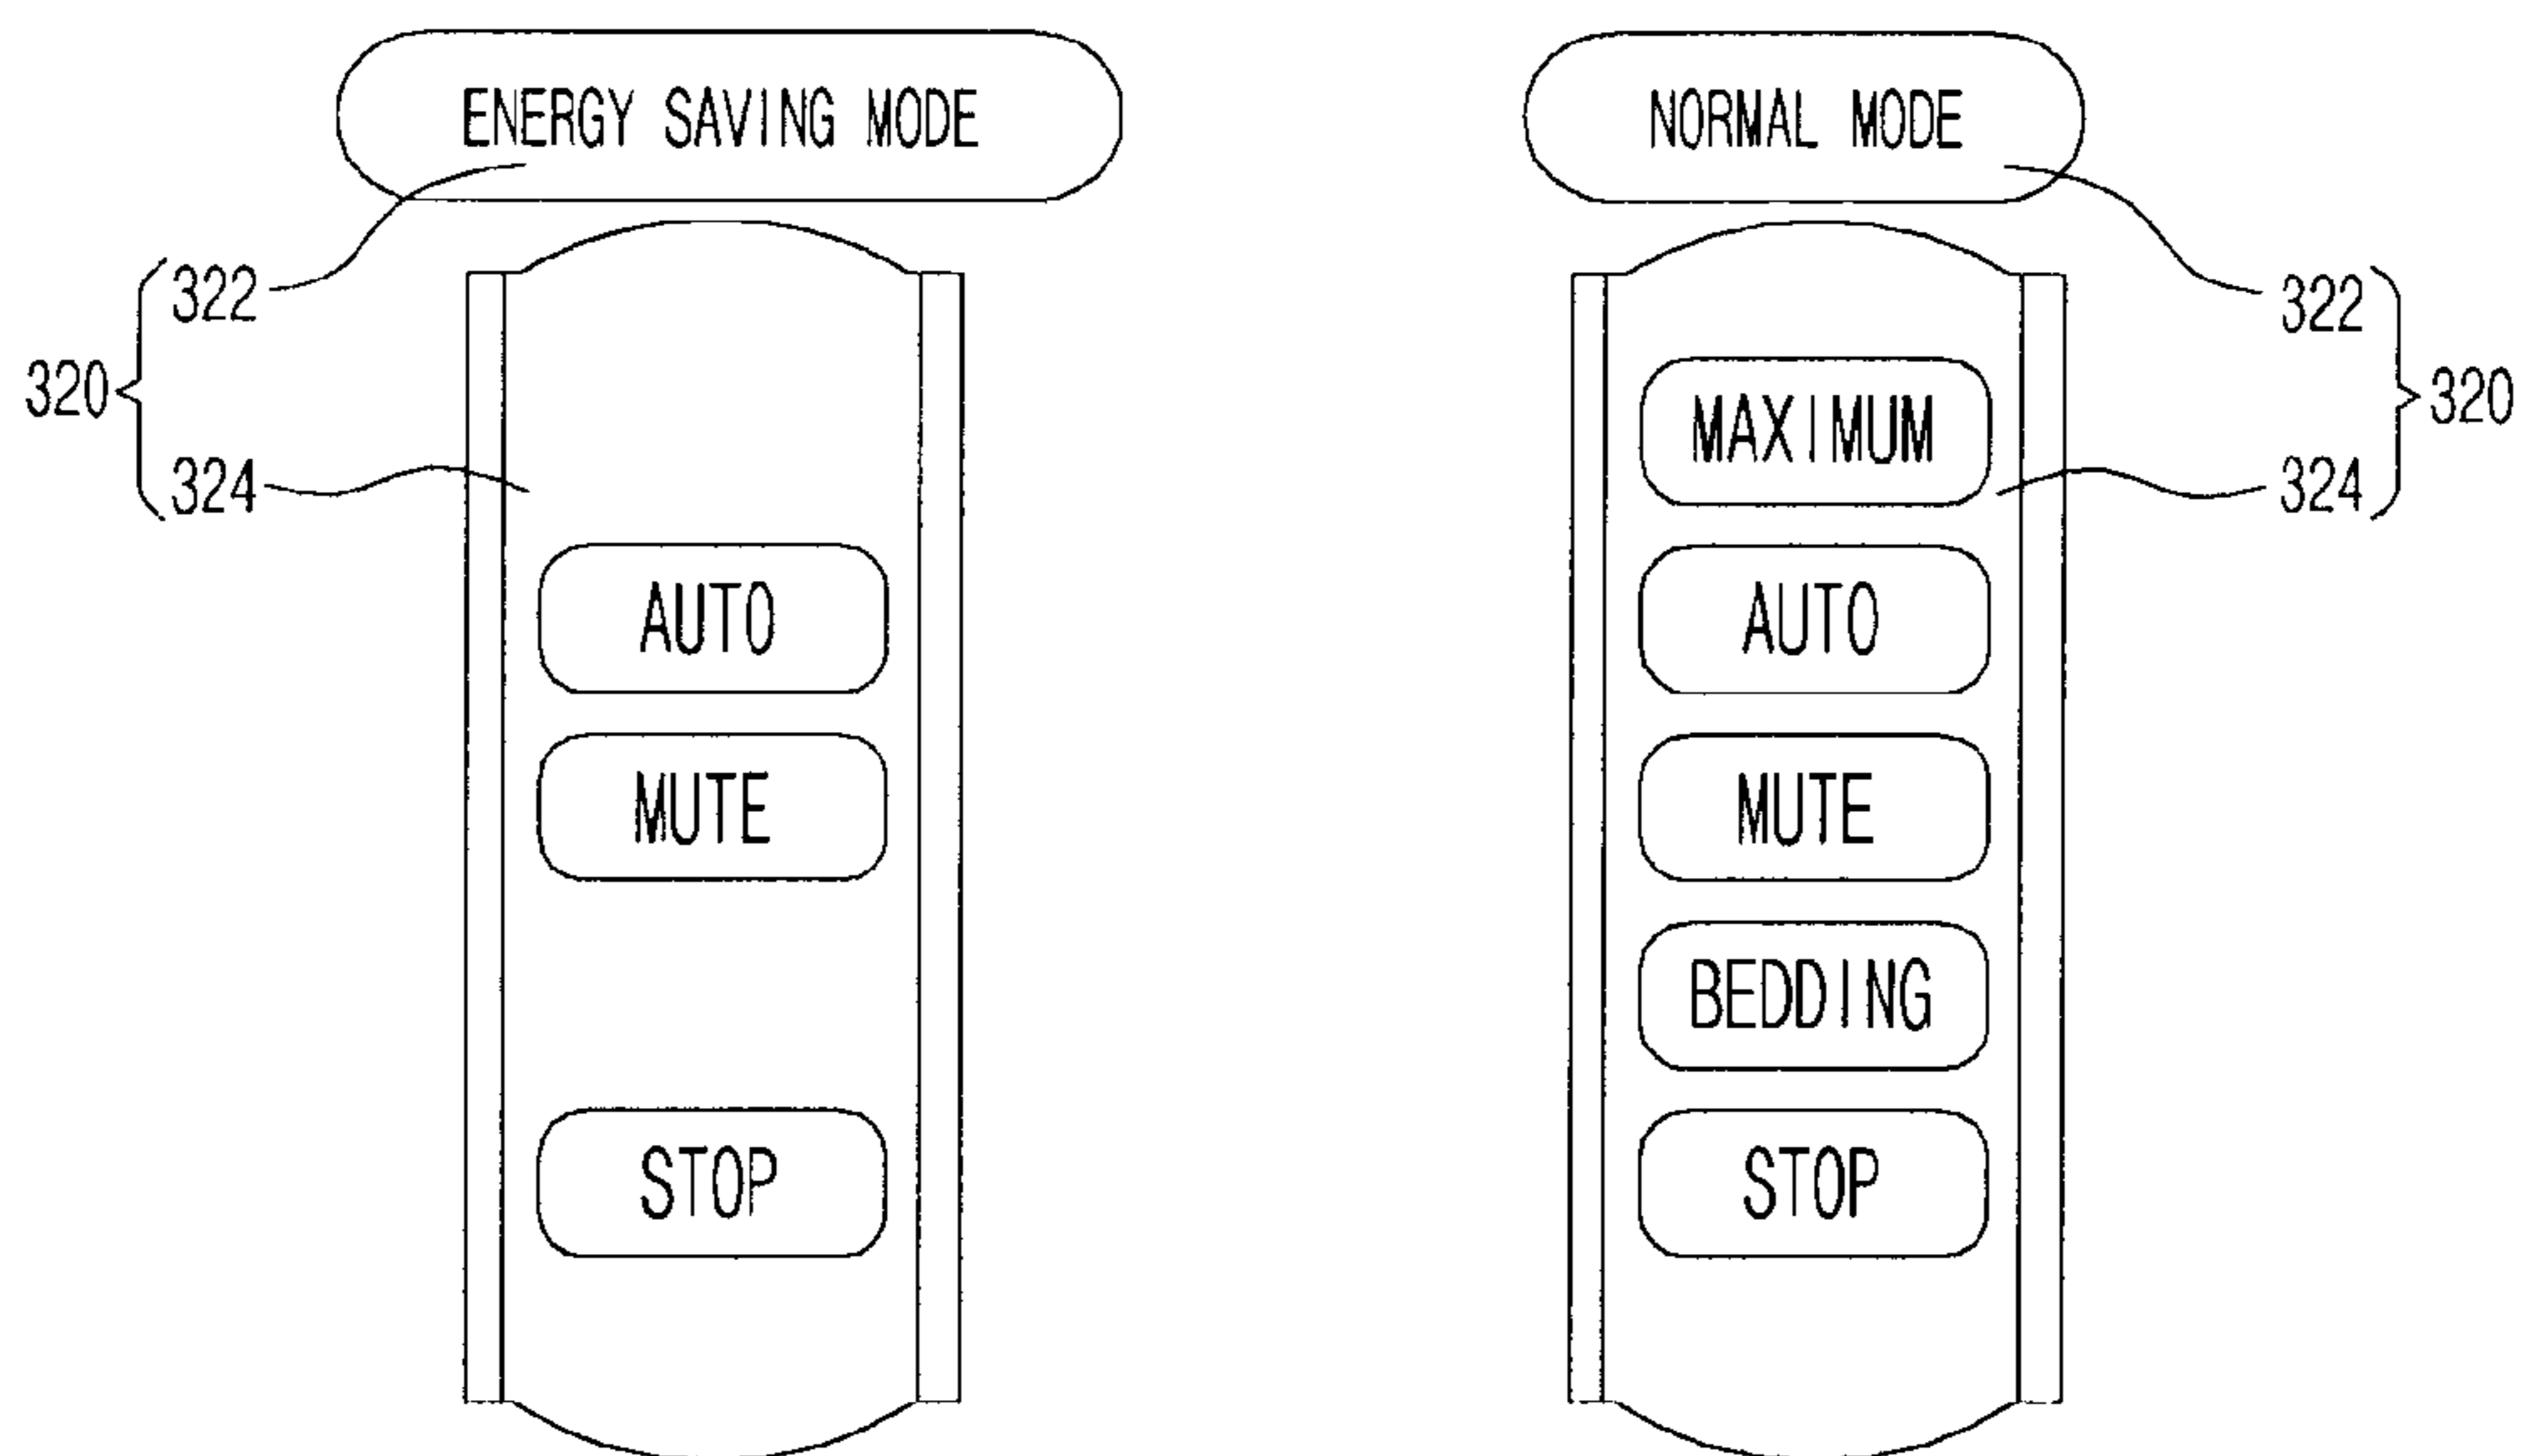 ENERGY SAVING MODE
322
320
324
AUTO
MUTE
STOP
NORMAL MODE
322
320
324
MAXIMUM
AUTO
MUTE
BEDDING
STOP